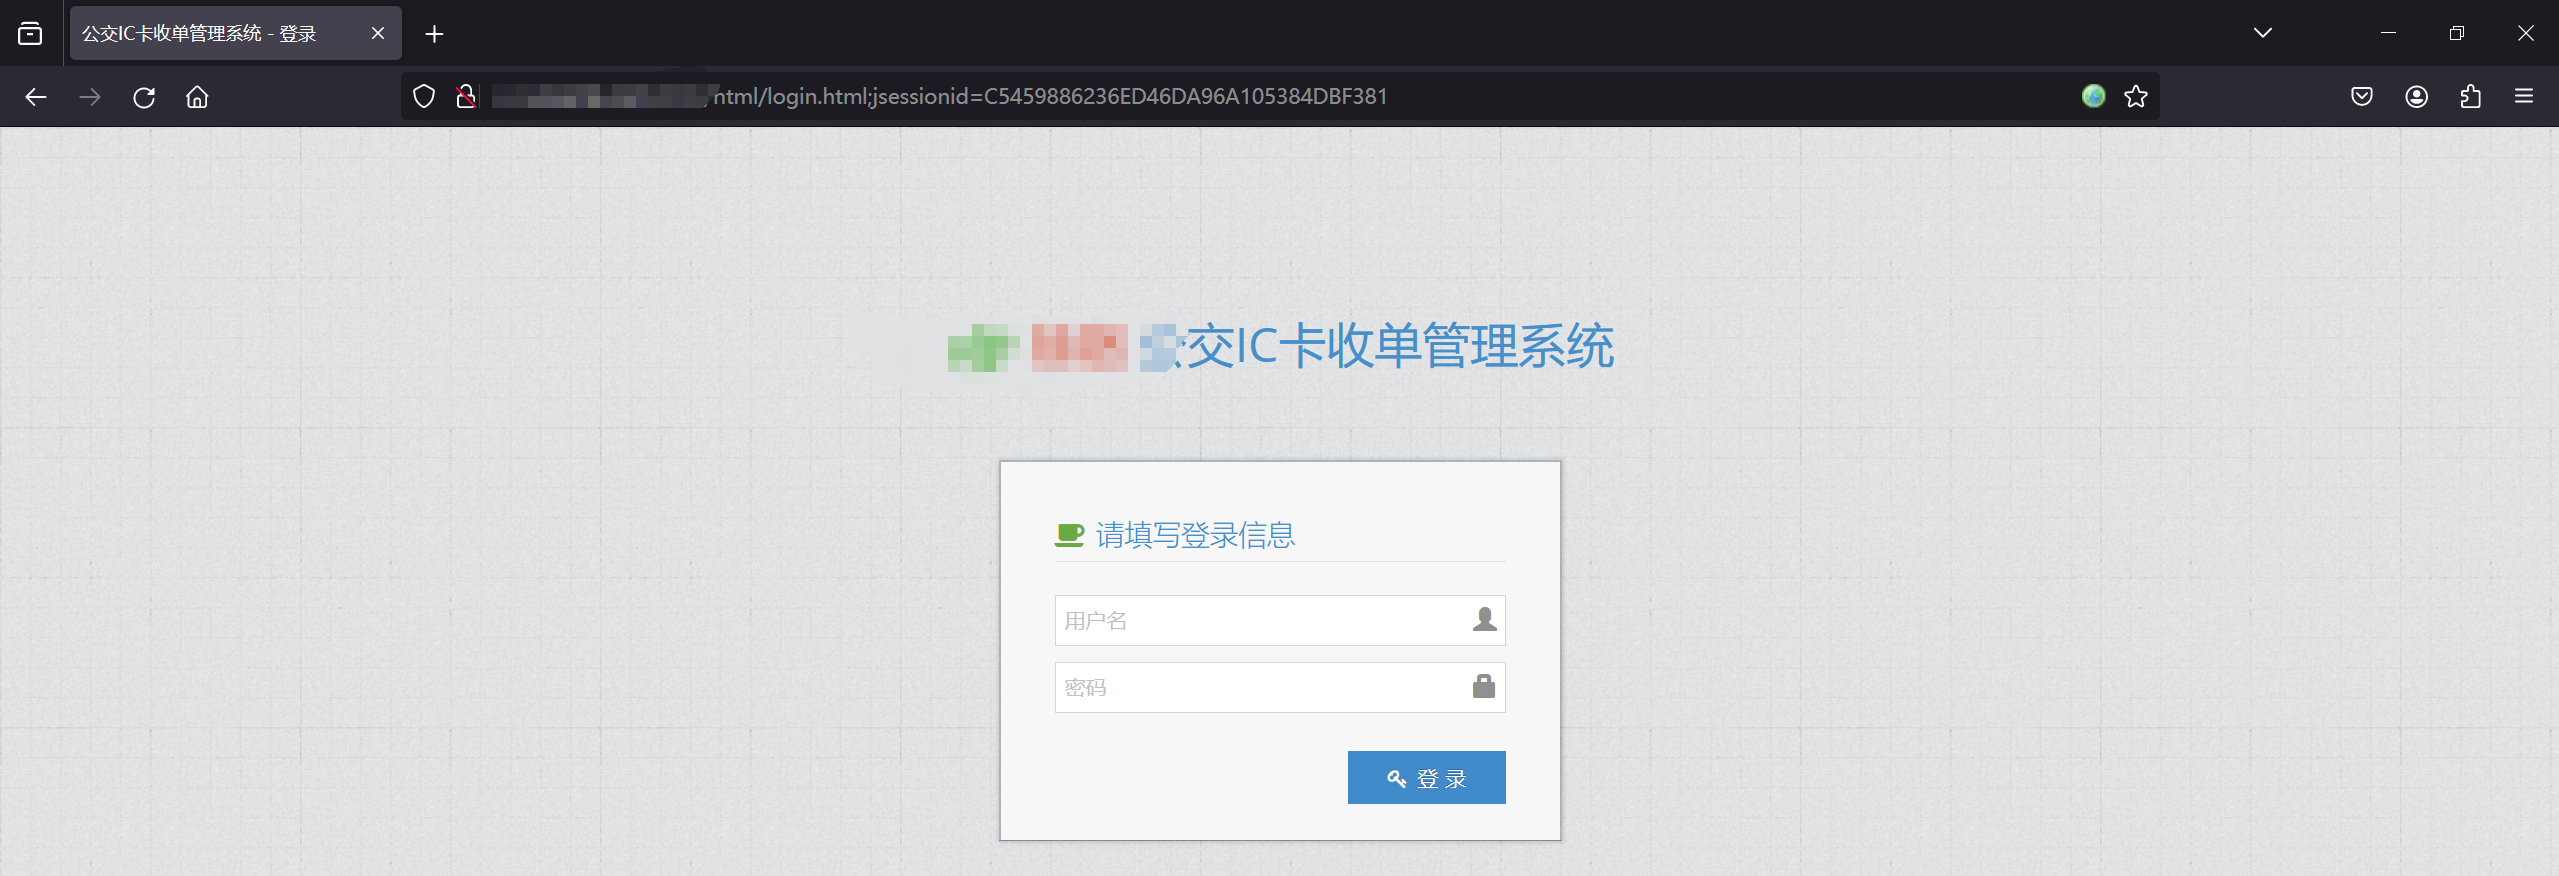 公交IC卡收单管理系统 - 登录
html/login.html;jsessionid=C5459886236ED46DA96A105384DBF381
交IC卡收单管理系统
请填写登录信息
用户名
密码
登 录